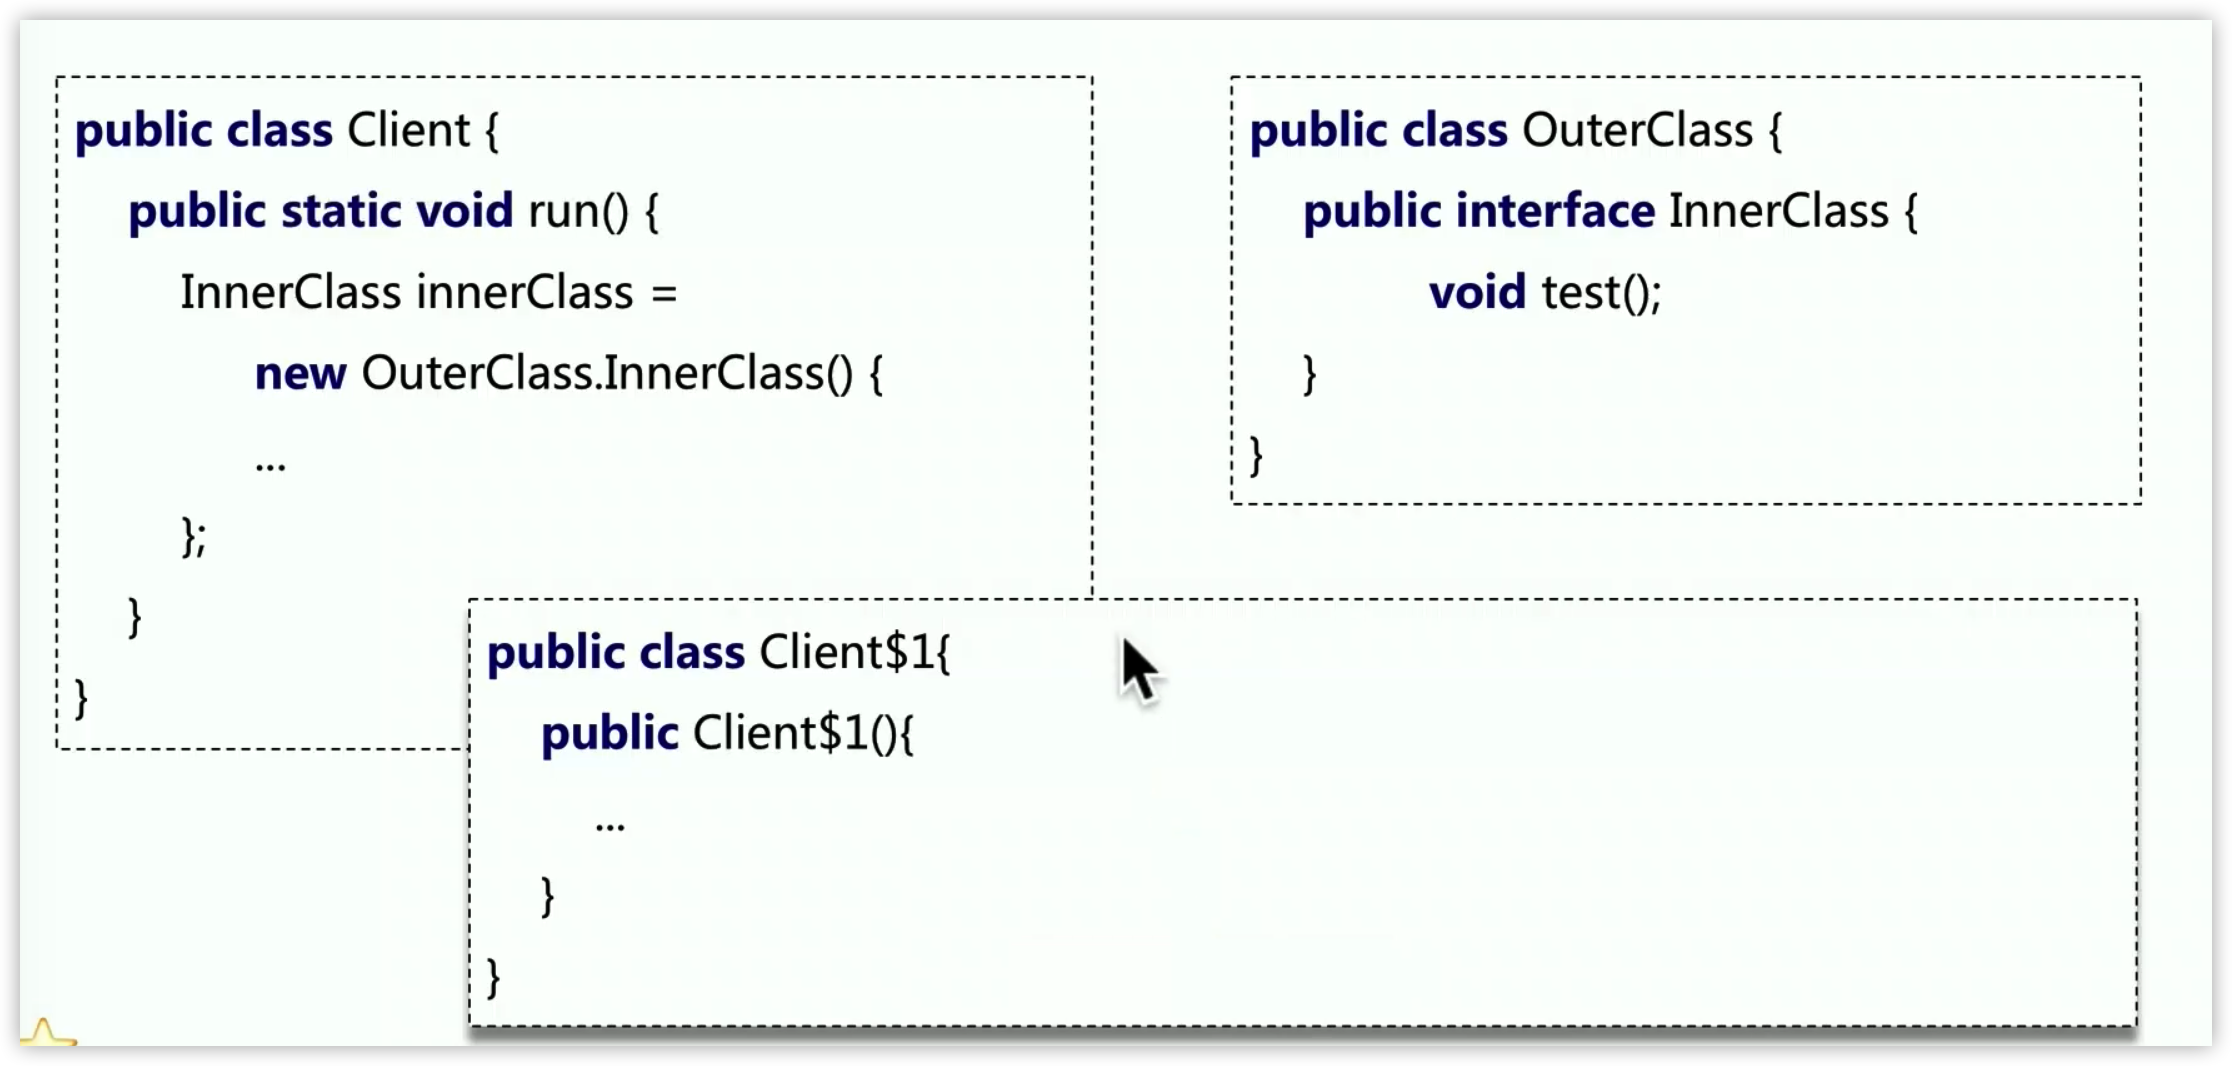 public class Client {
public static void run() {
InnerClass innerClass =
new OuterClass.InnerClass() {
...
};
}
}
public class OuterClass {
public interface InnerClass {
void test();
}
}
public class Client$1{
public Client$1(){
...
}
}